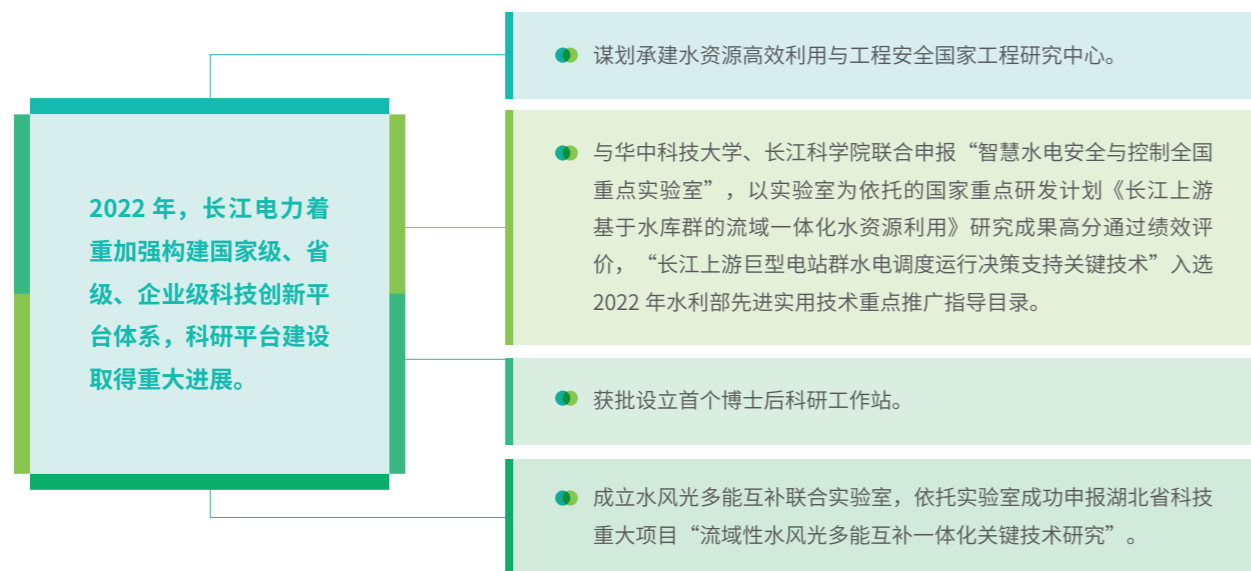 2022 年，长江电力着
重加强构建国家级、省
级、企业级科技创新平
台体系，科研平台建设
取得重大进展。
谋划承建水资源高效利用与工程安全国家工程研究中心。
与华中科技大学、长江科学院联合申报“智慧水电安全与控制全国
重点实验室”，以实验室为依托的国家重点研发计划《长江上游
基于水库群的流域一体化水资源利用》研究成果高分通过绩效评
价，“长江上游巨型电站群水电调度运行决策支持关键技术”入选
2022 年水利部先进实用技术重点推广指导目录。
获批设立首个博士后科研工作站。
成立水风光多能互补联合实验室，依托实验室成功申报湖北省科技
重大项目“流域性水风光多能互补一体化关键技术研究”。